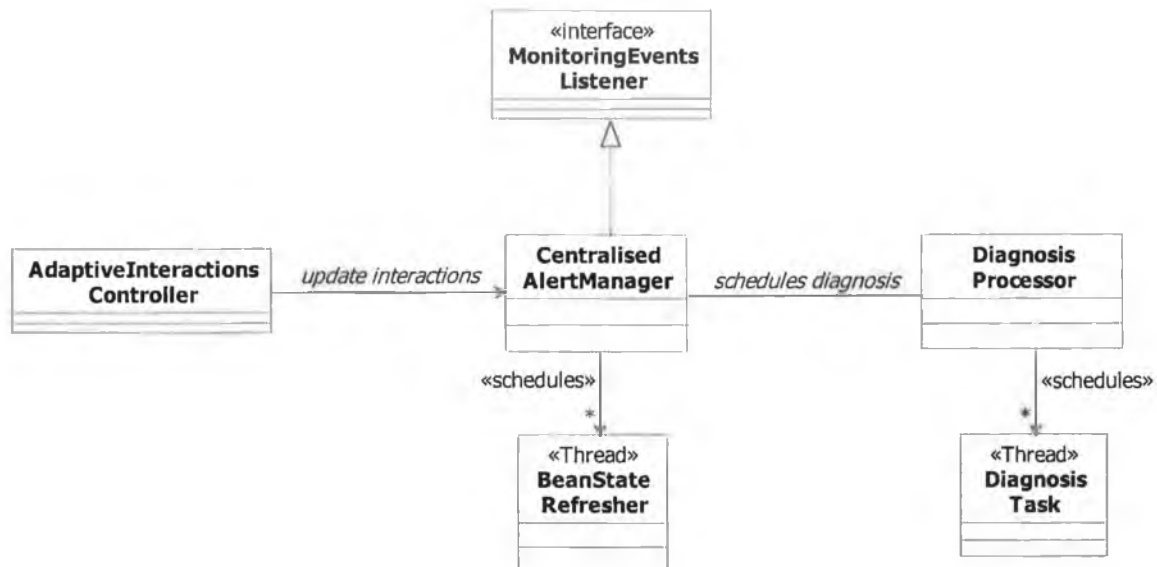 «interface»
MonitoringEvents
Listener
AdaptiveInteractions
Controller
update interactions
Centralised
AlertManager
schedules diagnosis
Diagnosis
Processor
«schedules»
*
«schedules»
*
«Thread»
BeanState
Refresher
«Thread»
Diagnosis
Task